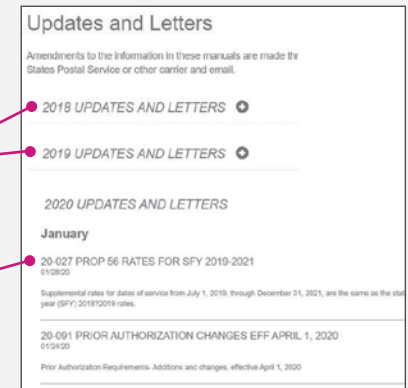 Updates and Letters
Amendments to the information in these manuals are made thr
States Postal Service or other carrier and email.
2018 UPDATES AND LETTERS
2019 UPDATES AND LETTERS
2020 UPDATES AND LETTERS
January
20-027 PROP 56 RATES FOR SFY 2019-2021
01/28/20
Supplemental rates for dates of service from July 1, 2019, through December 31, 2021, are the same as the stat
year (SFY) 2018?2019 rates.
20-091 PRIOR AUTHORIZATION CHANGES EFF APRIL 1, 2020
01/24/20
Prior Authorization Requirements- Additions and changes, effective April 1, 2020